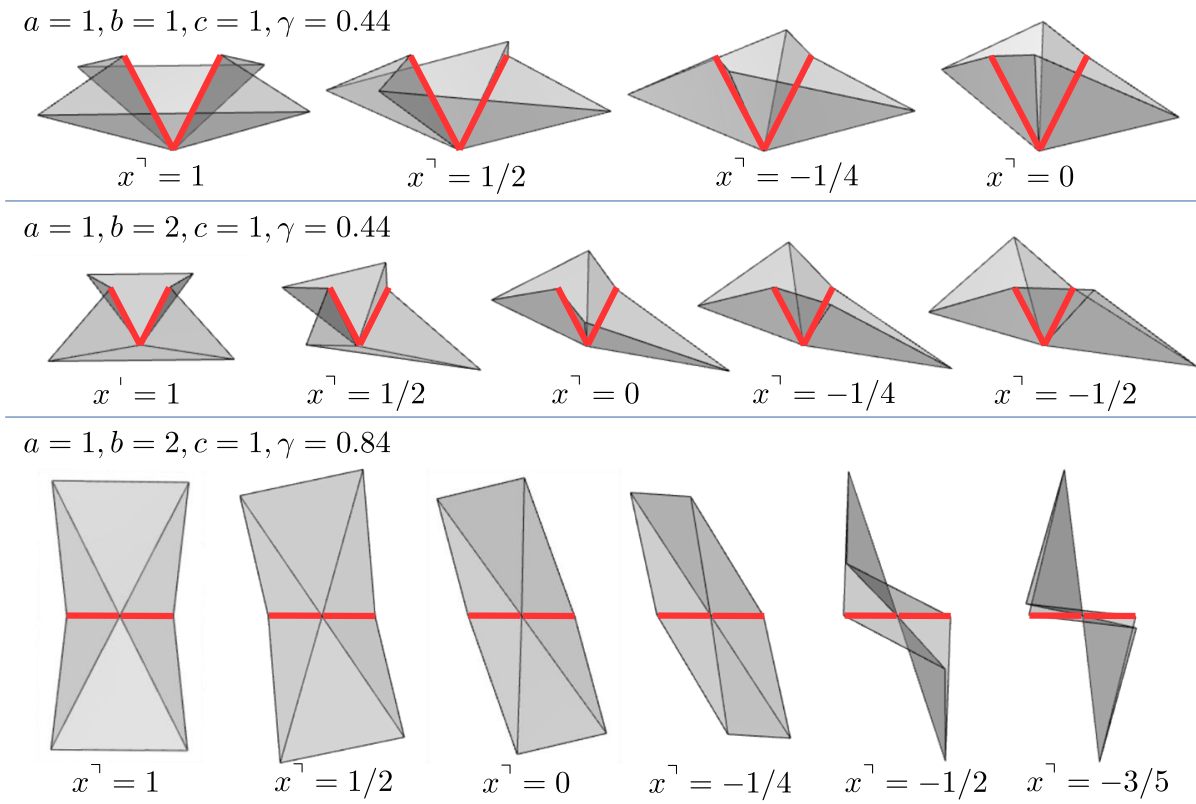 a = 1, b = 1, c = 1, γ = 0.44
x⌝ = 1 x⌝ = 1/2 x⌝ = −1/4 x⌝ = 0
a = 1, b = 2, c = 1, γ = 0.44
x ' = 1 x⌝ = 1/2 x⌝ = 0 x⌝ = −1/4 x⌝ = −1/2
a = 1, b = 2, c = 1, γ = 0.84
x⌝ = 1 x⌝ = 1/2 x⌝ = 0 x⌝ = −1/4 x⌝ = −1/2 x⌝ = −3/5